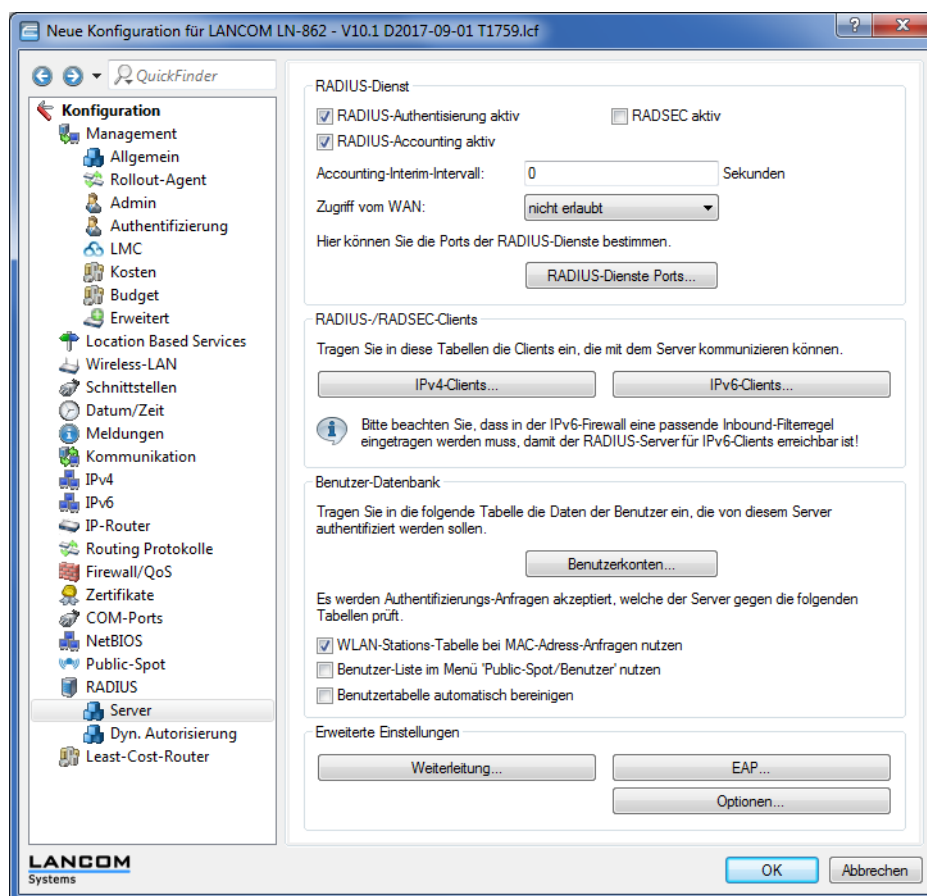 Neue Konfiguration für LANCOM LN-862 - V10.1 D2017-09-01 T1759.lcf
QuickFinder
Konfiguration
Management
Allgemein
Rollout-Agent
Admin
Authentifizierung
LMC
Kosten
Budget
Erweitert
Location Based Services
Wireless-LAN
Schnittstellen
Datum/Zeit
Meldungen
Kommunikation
IPv4
IPv6
IP-Router
Routing Protokolle
Firewall/QoS
Zertifikate
COM-Ports
NetBIOS
Public-Spot
RADIUS
Server
Dyn. Autorisierung
Least-Cost-Router
RADIUS-Dienst
RADIUS-Authentisierung aktiv RADSEC aktiv
RADIUS-Accounting aktiv
Accounting-Interim-Intervall: 0 Sekunden
Zugriff vom WAN: nicht erlaubt
Hier können Sie die Ports der RADIUS-Dienste bestimmen.
RADIUS-Dienste Ports...
RADIUS-/RADSEC-Clients
Tragen Sie in diese Tabellen die Clients ein, die mit dem Server kommunizieren können.
IPv4-Clients... IPv6-Clients...
Bitte beachten Sie, dass in der IPv6-Firewall eine passende Inbound-Filterregel
eingetragen werden muss, damit der RADIUS-Server für IPv6-Clients erreichbar ist!
Benutzer-Datenbank
Tragen Sie in die folgende Tabelle die Daten der Benutzer ein, die von diesem Server
authentifiziert werden sollen.
Benutzerkonten...
Es werden Authentifizierungs-Anfragen akzeptiert, welche der Server gegen die folgenden
Tabellen prüft.
WLAN-Stations-Tabelle bei MAC-Adress-Anfragen nutzen
Benutzer-Liste im Menü 'Public-Spot/Benutzer' nutzen
Benutzertabelle automatisch bereinigen
Erweiterte Einstellungen
Weiterleitung... EAP...
Optionen...
LANCOM
Systems
OK Abbrechen